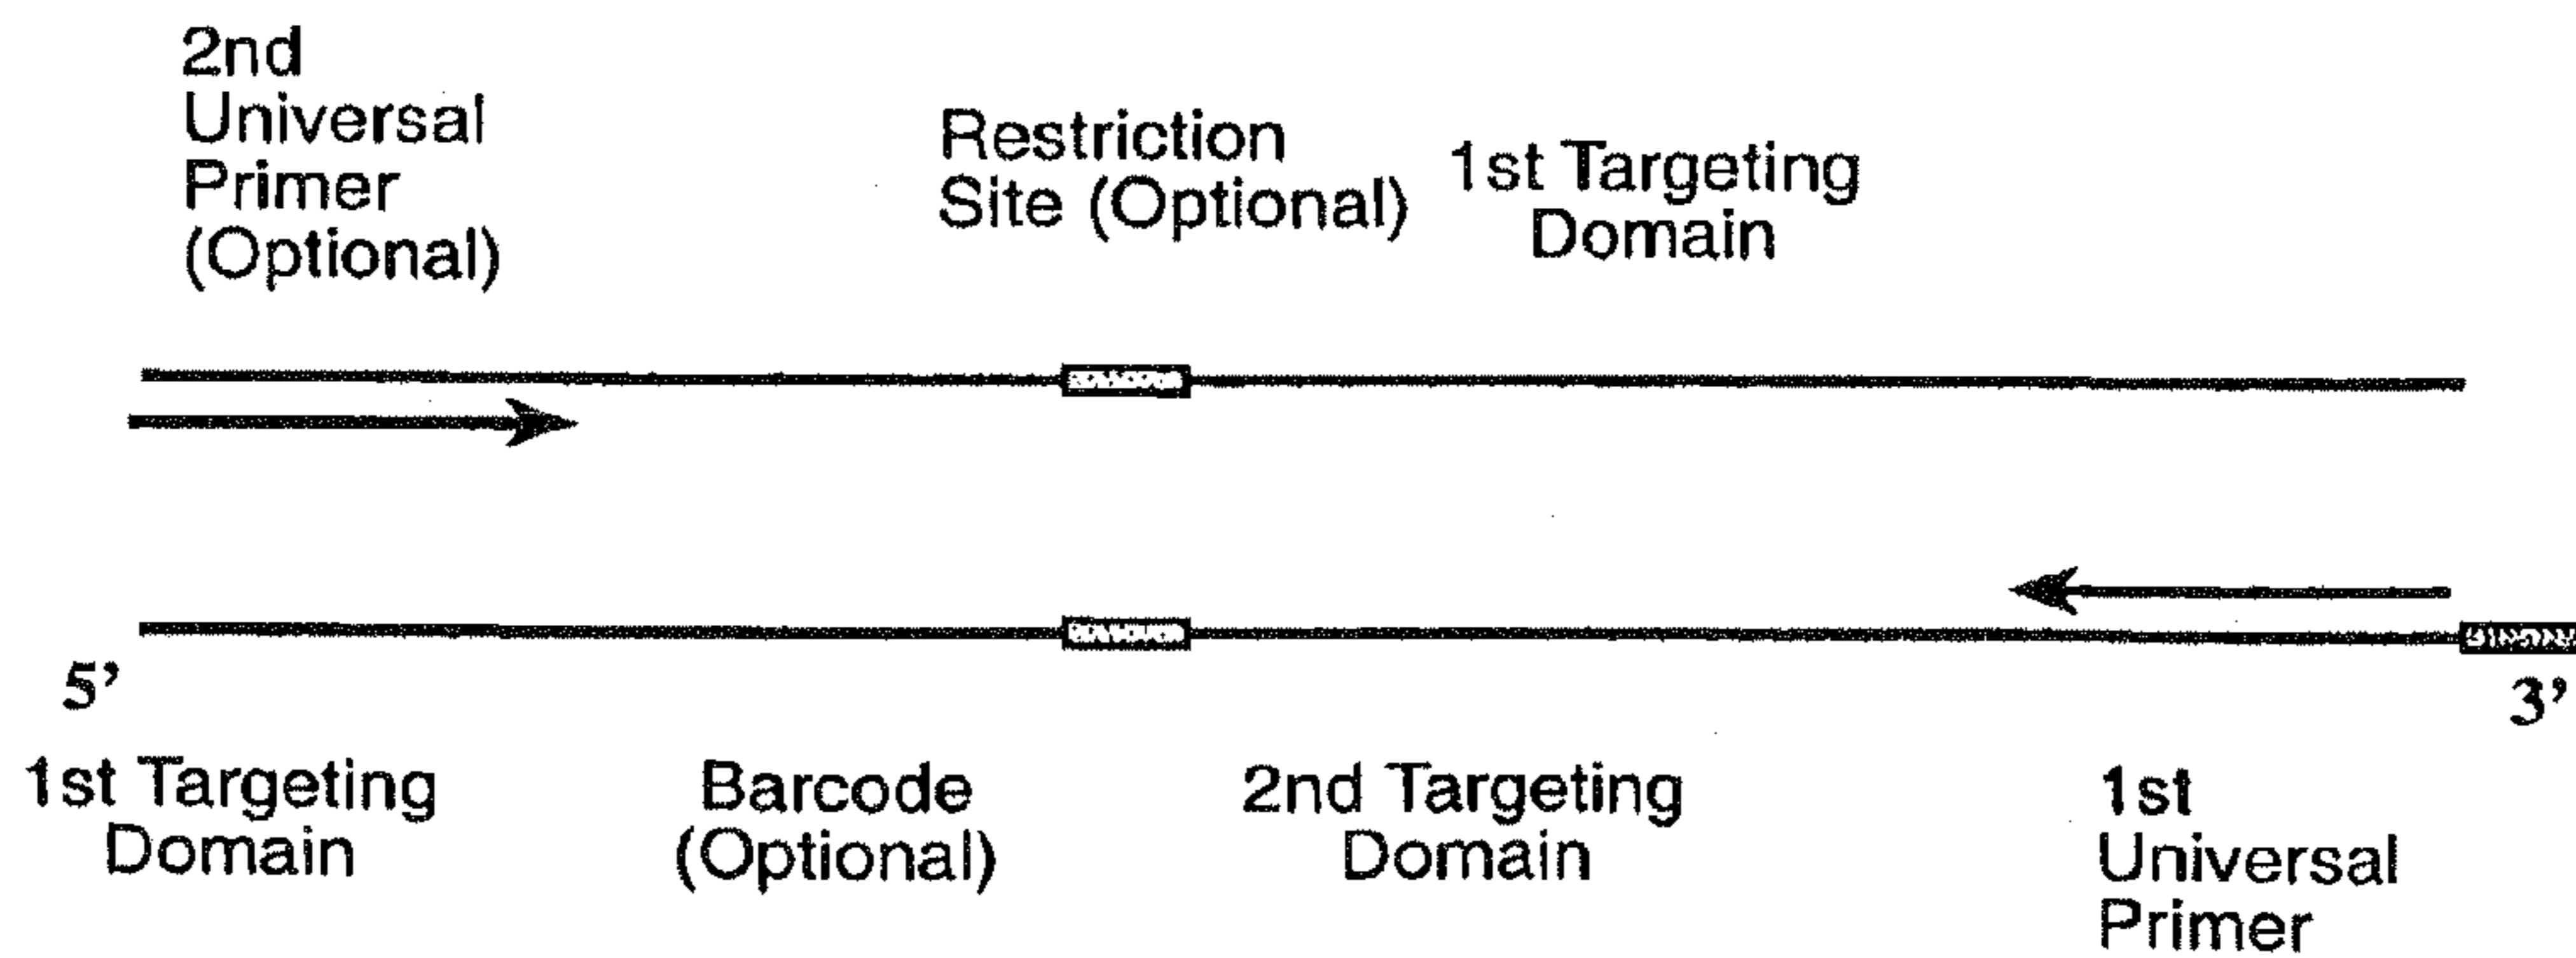 2nd
Universal
Primer
(Optional)
Restriction
Site (Optional)
1st Targeting
Domain
5’
3’
1st Targeting
Domain
Barcode
(Optional)
2nd Targeting
Domain
1st
Universal
Primer